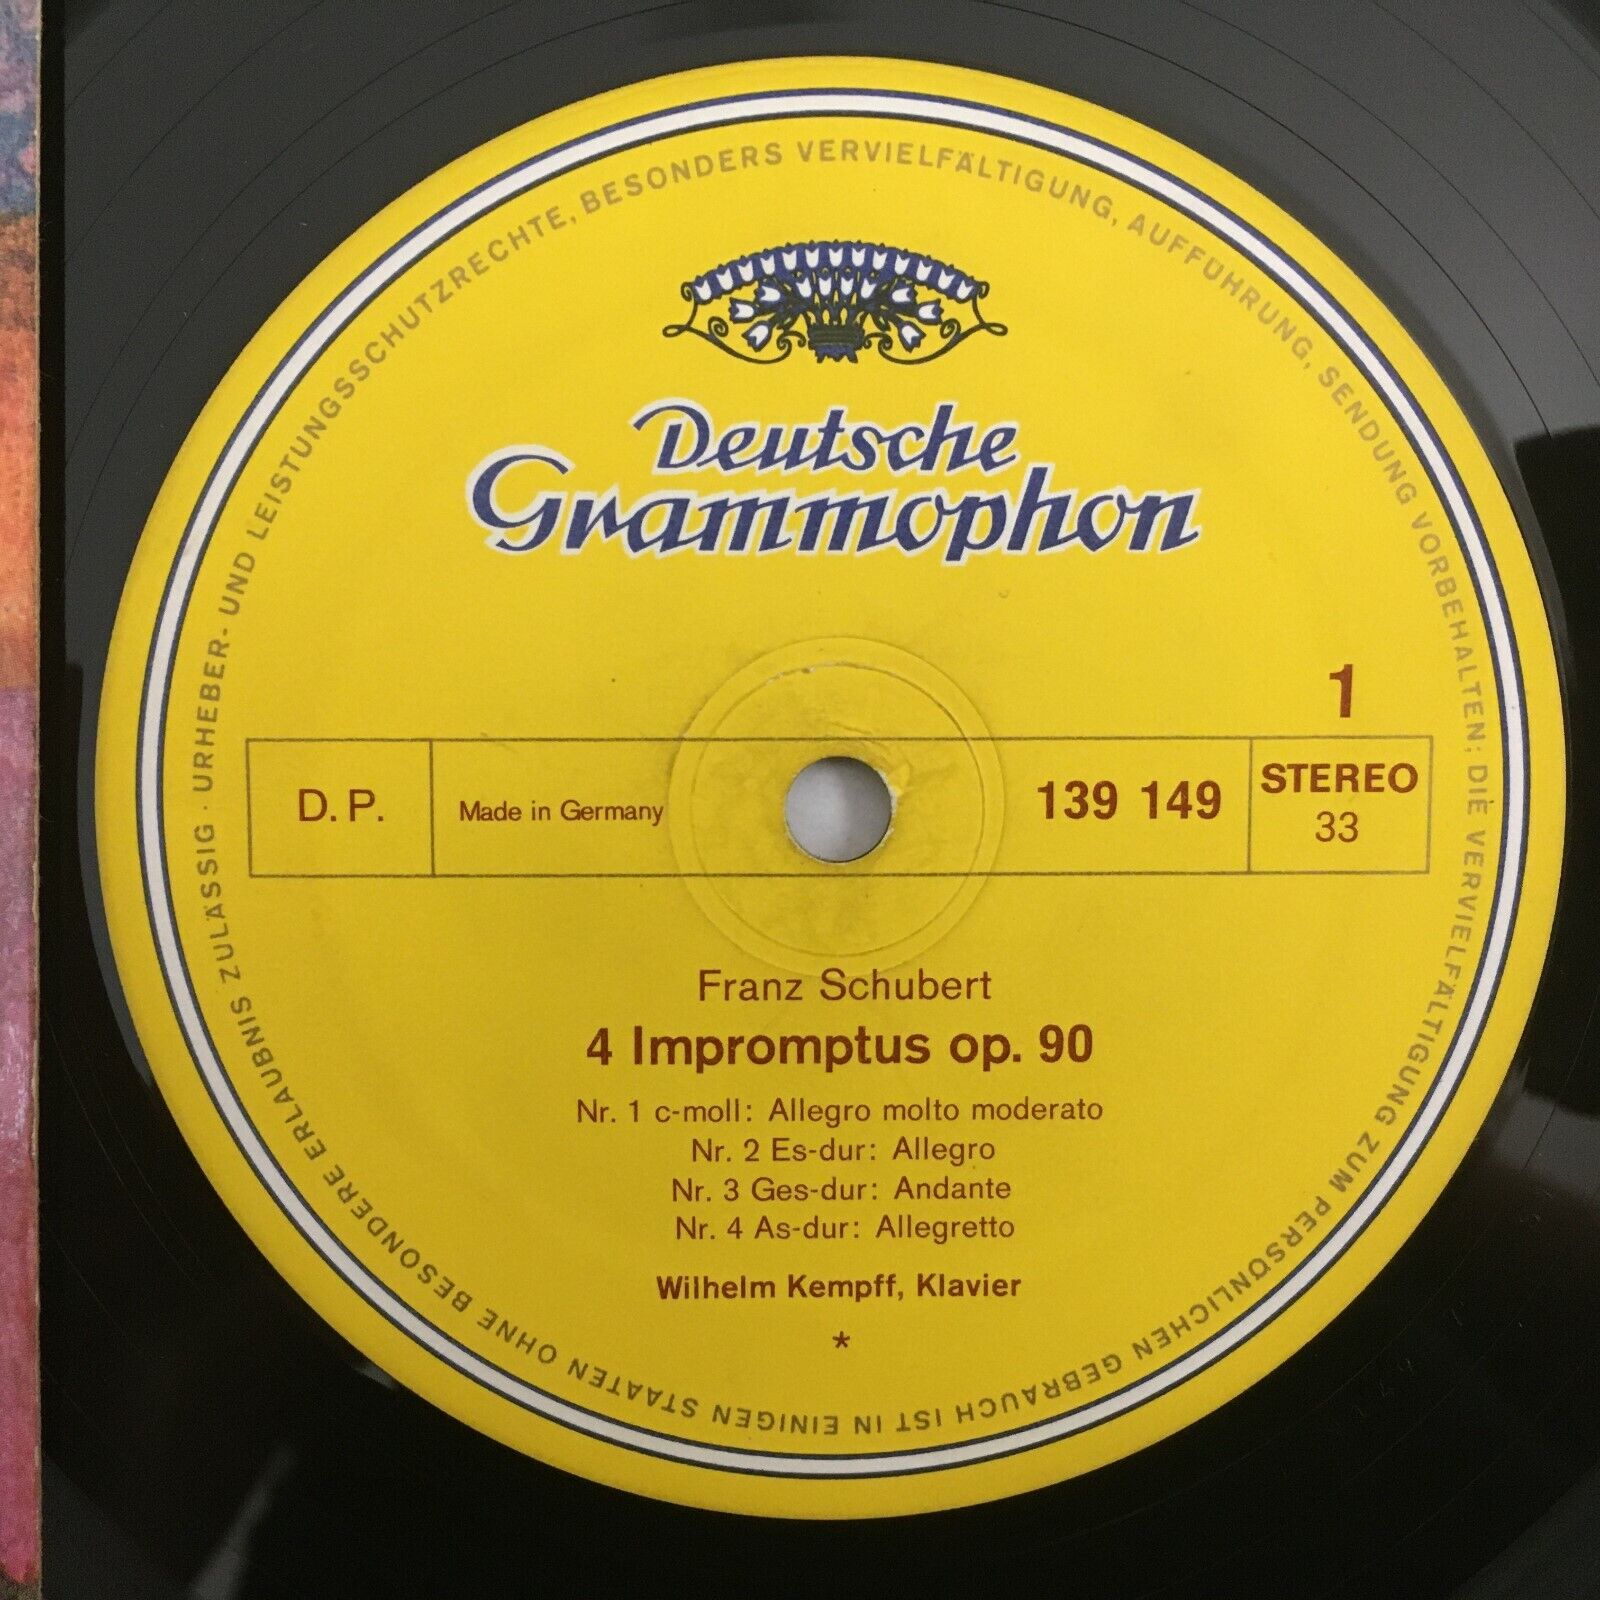 URHEBER- UND LEISTUNGSSCHUTZRECHTE, BESONDERS VERVIELFÄLTIGUNG, AUFFÜHRUNG, SENDUNG VORBEHALTEN; DIE VERVIELFÄLTIGUNG ZUM PERSÖNLICHEN GEBRAUCH IST IN EINIGEN STAATEN OHNE BESONDERE ERLAUBNIS ZULÄSSIG ·
Deutsche
Grammophon
1
D. P. Made in Germany 139 149 STEREO
33
Franz Schubert
4 Impromptus op. 90
Nr. 1 c-moll: Allegro molto moderato
Nr. 2 Es-dur: Allegro
Nr. 3 Ges-dur: Andante
Nr. 4 As-dur: Allegretto
Wilhelm Kempff, Klavier
*